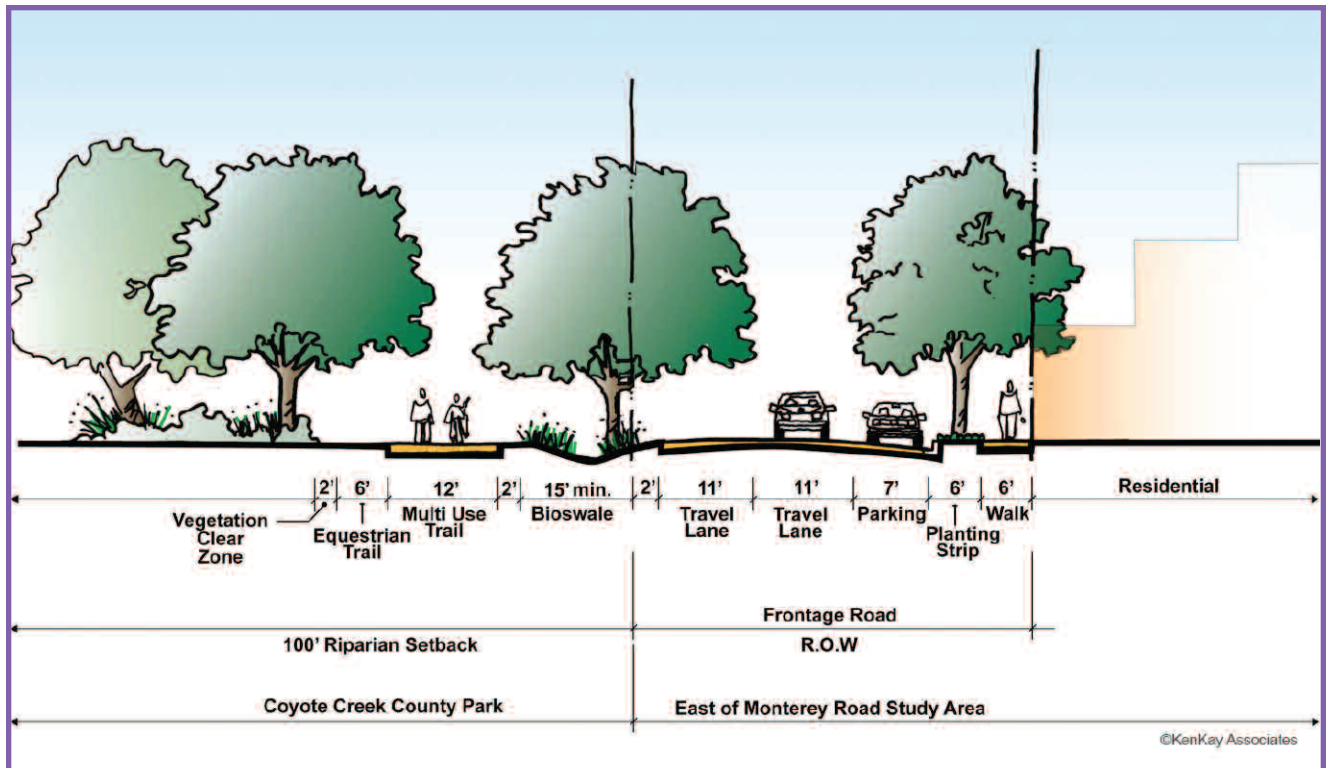 2' 6' 12' 2' 15' min. 2' 11' 11' 7' 6' 6' Residential
Vegetation
Clear
Zone
Equestrian
Trail
Multi Use
Trail
Bioswale
Travel
Lane
Travel
Lane
Parking
Planting
Strip
Walk
Frontage Road
100' Riparian Setback
R.O.W
Coyote Creek County Park
East of Monterey Road Study Area
©KenKay Associates